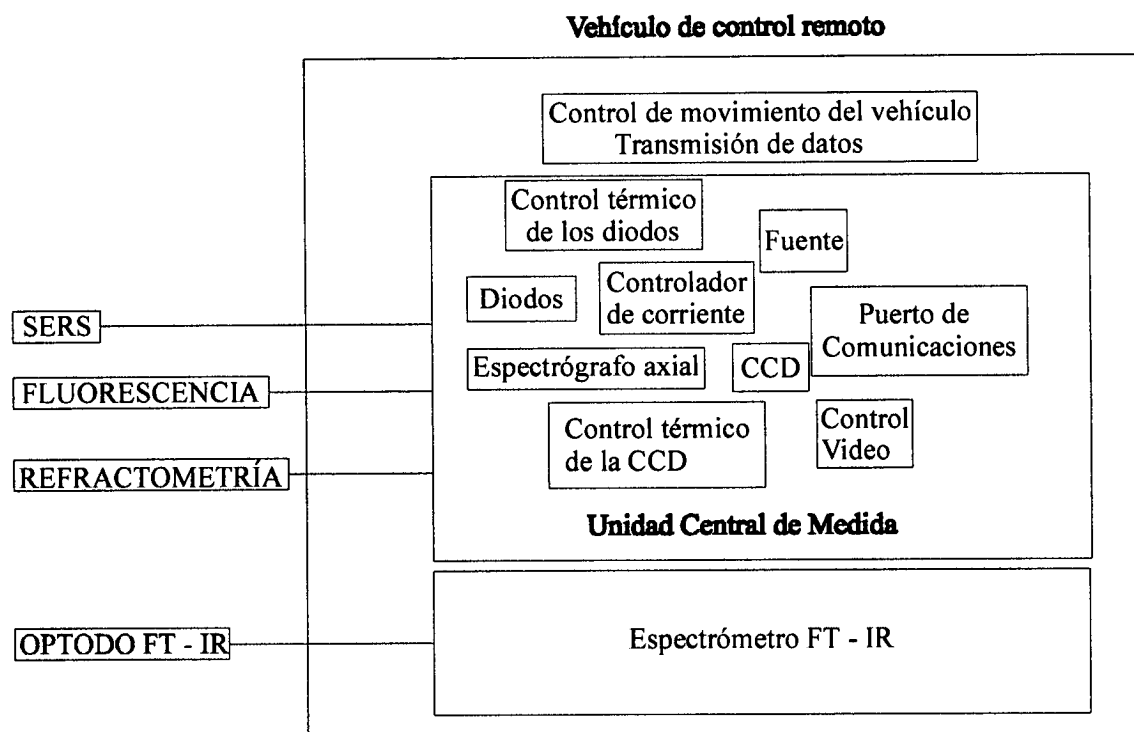 Vehículo de control remoto
Control de movimiento del vehículo
Transmisión de datos
Control térmico
de los diodos
Fuente
Diodos
Controlador
de corriente
Puerto de
Comunicaciones
SERS
Espectrógrafo axial
CCD
FLUORESCENCIA
Control térmico
de la CCD
Control
Video
REFRACTOMETRÍA
Unidad Central de Medida
OPTODO FT - IR
Espectrómetro FT - IR